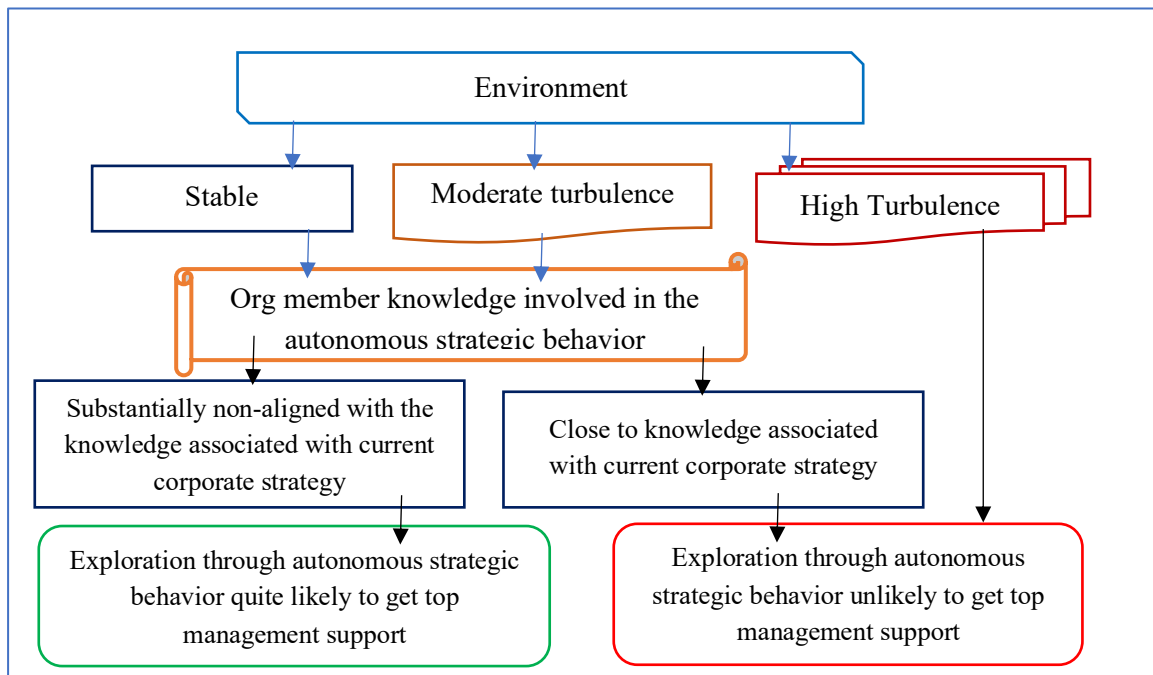 Environment
Stable
Moderate turbulence
High Turbulence
Org member knowledge involved in the
autonomous strategic behavior
Substantially non-aligned with the
knowledge associated with current
corporate strategy
Close to knowledge associated
with current corporate strategy
Exploration through autonomous strategic
behavior quite likely to get top
management support
Exploration through autonomous
strategic behavior unlikely to get top
management support